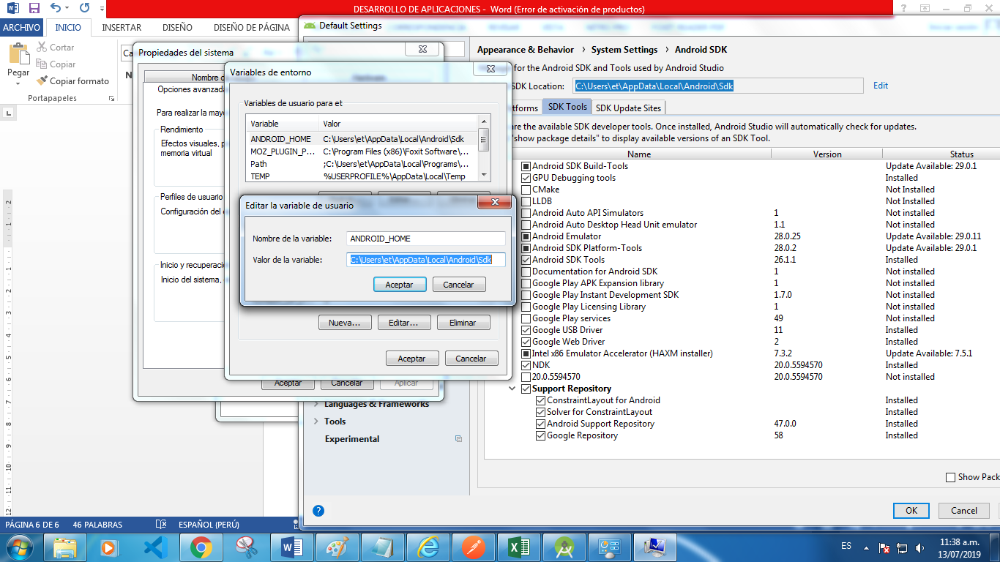 DESARROLLO DE APLICACIONES - Word (Error de activación de productos)
ARCHIVO INICIO INSERTAR DISEÑO DISEÑO DE PÁGINA
Pegar
Cortar
Copiar
Copiar formato
Portapapeles
Ca
N
Propiedades del sistema
Nombre d
Opciones avanzada
Para realizar la mayo
Rendimiento
Efectos visuales, p
memoria virtual
Perfiles de usuario
Configuración del e
Inicio y recuperació
Inicio del sistema,
Aceptar Cancelar Aplicar
Variables de entorno
Variables de usuario para et
Variable Valor
ANDROID_HOME C:\Users\et\AppData\Local\Android\Sdk
MOZ_PLUGIN_P... C:\Program Files (x86)\Foxit Software\...
Path ;C:\Users\et\AppData\Local\Programs\...
TEMP %USERPROFILE%\AppData\Local\Temp
Editar la variable de usuario
Nombre de la variable: ANDROID_HOME
Valor de la variable: C:\Users\et\AppData\Local\Android\Sdk
Aceptar Cancelar
Nueva... Editar... Eliminar
Aceptar Cancelar
Default Settings
Appearance & Behavior › System Settings › Android SDK
for the Android SDK and Tools used by Android Studio
SDK Location: C:\Users\et\AppData\Local\Android\Sdk Edit
tforms SDK Tools SDK Update Sites
re the available SDK developer tools. Once installed, Android Studio will automatically check for updates.
"show package details" to display available versions of an SDK Tool.
Name Version Status
Android SDK Build-Tools Update Available: 29.0.1
GPU Debugging tools Installed
CMake Not Installed
LLDB Not Installed
Android Auto API Simulators 1 Not installed
Android Auto Desktop Head Unit emulator 1.1 Not installed
Android Emulator 28.0.25 Update Available: 29.0.11
Android SDK Platform-Tools 28.0.2 Update Available: 29.0.1
Android SDK Tools 26.1.1 Installed
Documentation for Android SDK 1 Not installed
Google Play APK Expansion library 1 Not installed
Google Play Instant Development SDK 1.7.0 Not installed
Google Play Licensing Library 1 Not installed
Google Play services 49 Not installed
Google USB Driver 11 Installed
Google Web Driver 2 Installed
Intel x86 Emulator Accelerator (HAXM installer) 7.3.2 Update Available: 7.5.1
NDK 20.0.5594570 Installed
20.0.5594570 20.0.5594570 Not installed
Support Repository
ConstraintLayout for Android Installed
Solver for ConstraintLayout Installed
Android Support Repository 47.0.0 Installed
Google Repository 58 Installed
Languages & Frameworks
Tools
Experimental
Show Pack
OK Cancel
PÁGINA 6 DE 6 46 PALABRAS ESPAÑOL (PERÚ)
ES
11:38 a.m.
13/07/2019